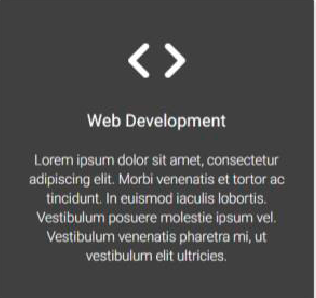 Web Development
Lorem ipsum dolor sit amet, consectetur
adipiscing elit. Morbi venenatis et tortor ac
tincidunt. In euismod iaculis lobortis.
Vestibulum posuere molestie ipsum vel.
Vestibulum venenatis pharetra mi, ut
vestibulum elit ultricies.